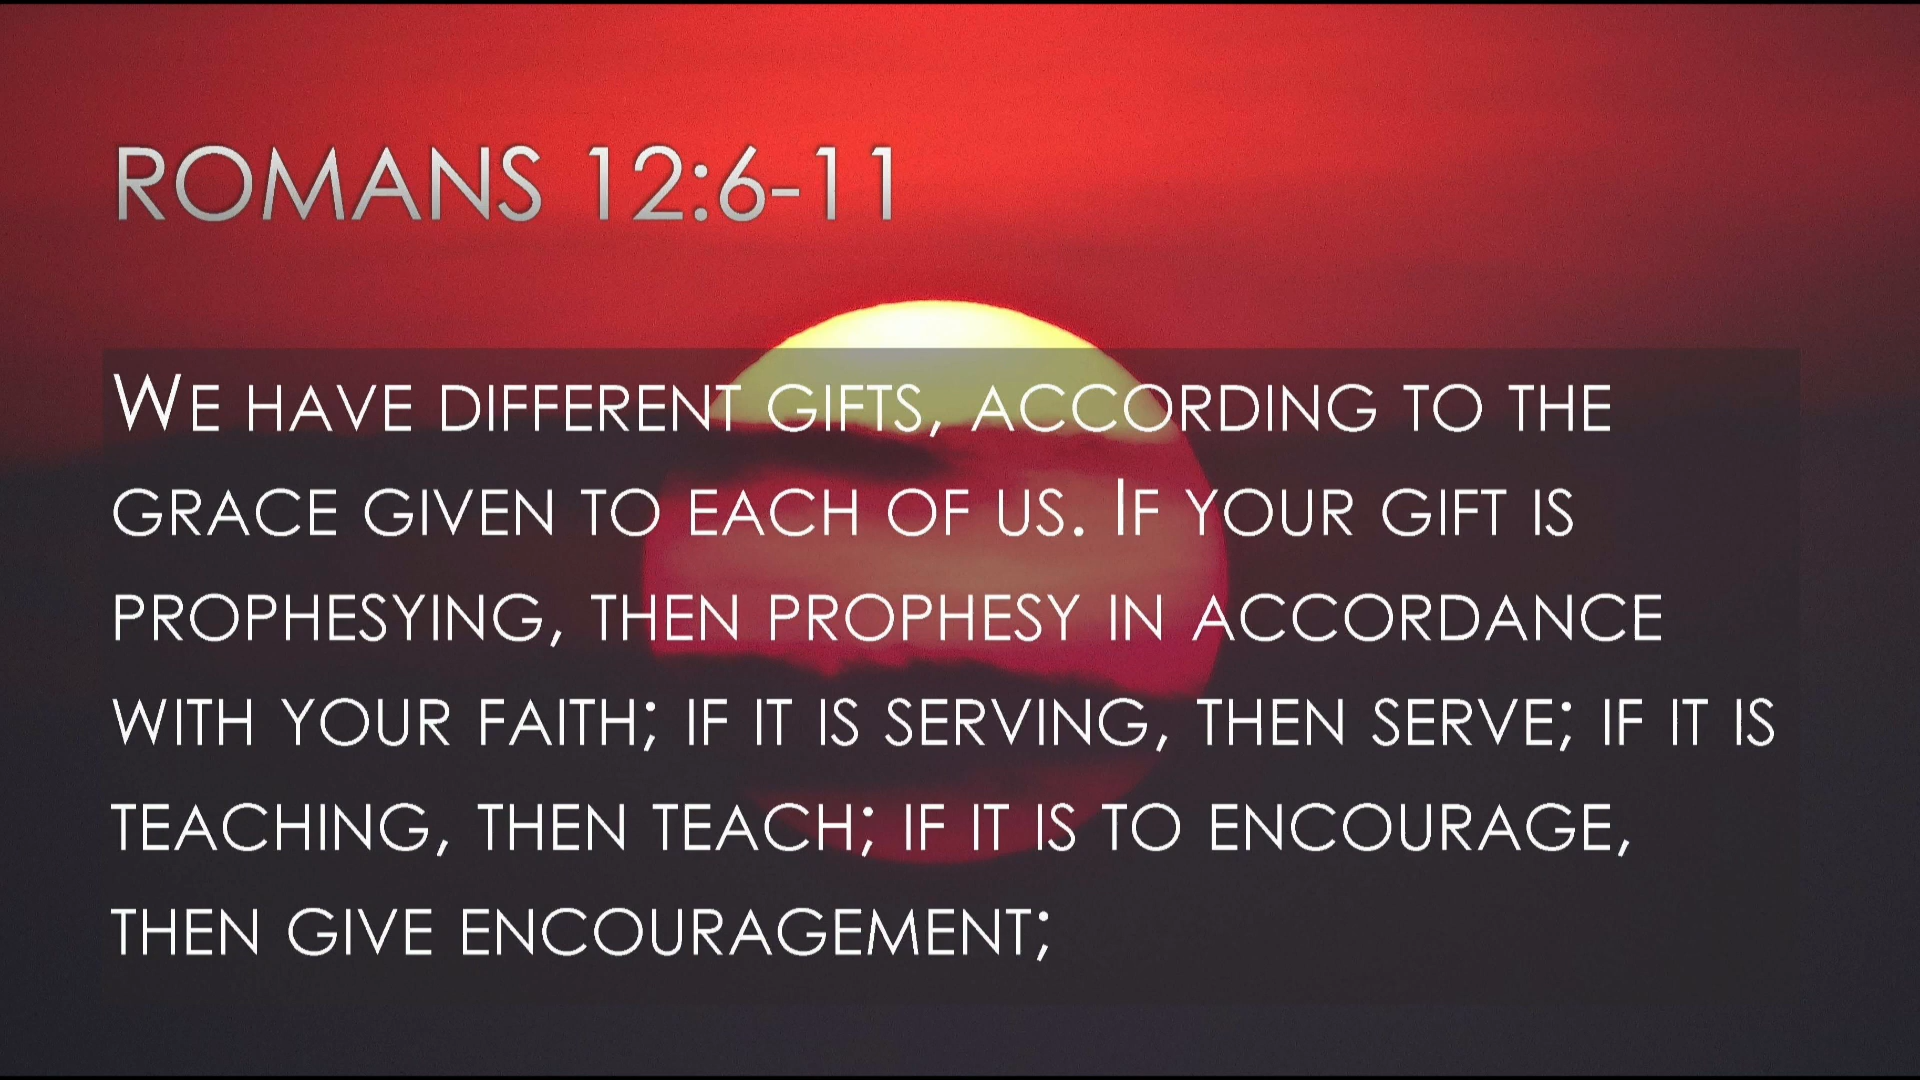 ROMANS 12:6-11
WE HAVE DIFFERENT GIFTS, ACCORDING TO THE
GRACE GIVEN TO EACH OF US. IF YOUR GIFT IS
PROPHESYING, THEN PROPHESY IN ACCORDANCE
WITH YOUR FAITH; IF IT IS SERVING, THEN SERVE; IF IT IS
TEACHING, THEN TEACH; IF IT IS TO ENCOURAGE,
THEN GIVE ENCOURAGEMENT;